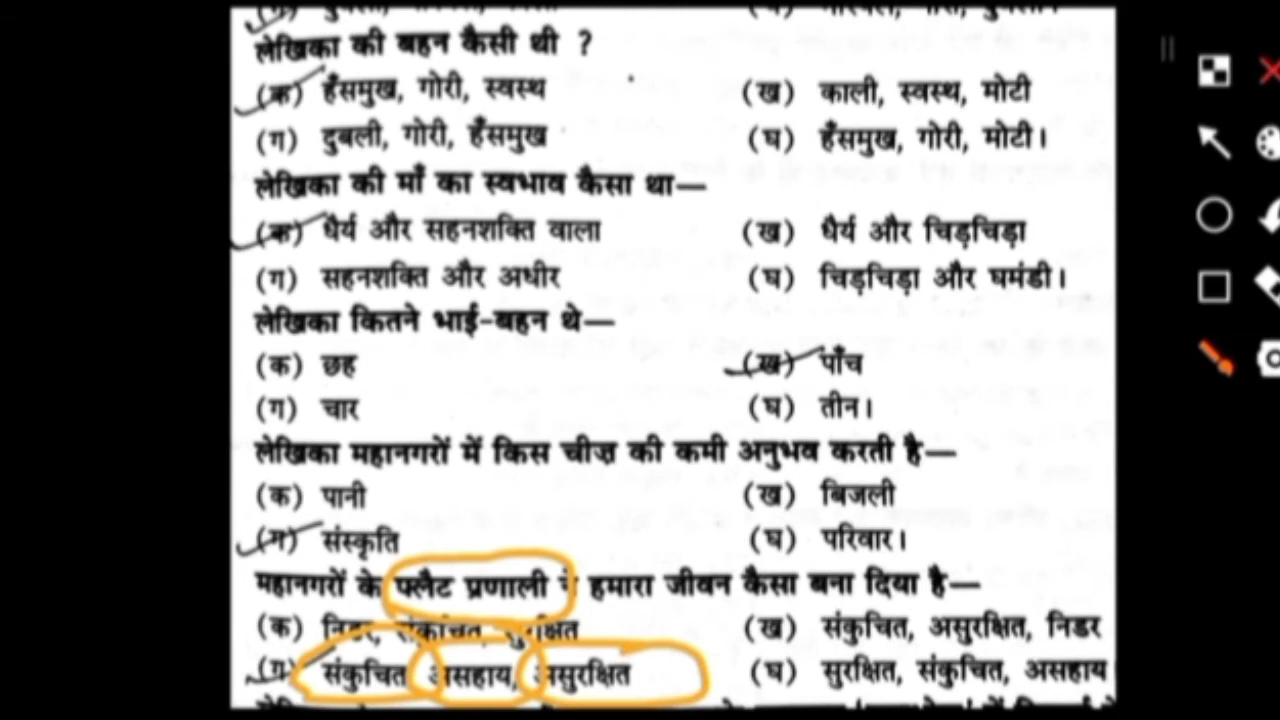 लेखिका की बहन कैसी थी ?
(क) हँसमुख, गोरी, स्वस्थ (ख) काली, स्वस्थ, मोटी
(ग) दुबली, गोरी, हँसमुख (घ) हँसमुख, गोरी, मोटी।
लेखिका की माँ का स्वभाव कैसा था—
(क) धैर्य और सहनशक्ति वाला (ख) धैर्य और चिड़चिड़ा
(ग) सहनशक्ति और अधीर (घ) चिड़चिड़ा और घमंडी।
लेखिका कितने भाई-बहन थे—
(क) छह (ख) पाँच
(ग) चार (घ) तीन।
लेखिका महानगरों में किस चीज़ की कमी अनुभव करती है—
(क) पानी (ख) बिजली
(ग) संस्कृति (घ) परिवार।
महानगरों के फ्लैट प्रणाली ने हमारा जीवन कैसा बना दिया है—
(क) निडर, संकुचित, सुरक्षित (ख) संकुचित, असुरक्षित, निडर
(ग) संकुचित, असहाय, असुरक्षित (घ) सुरक्षित, संकुचित, असहाय